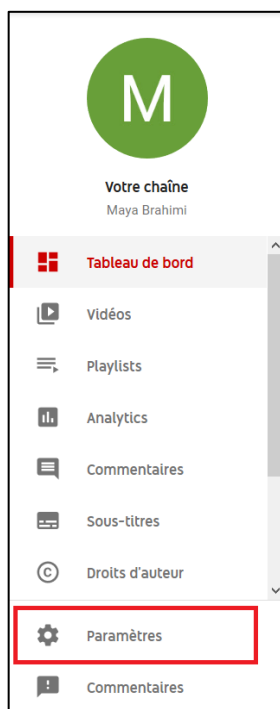 M
Votre chaîne
Maya Brahimi
Tableau de bord
Vidéos
Playlists
Analytics
Commentaires
Sous-titres
Droits d'auteur
Paramètres
Commentaires